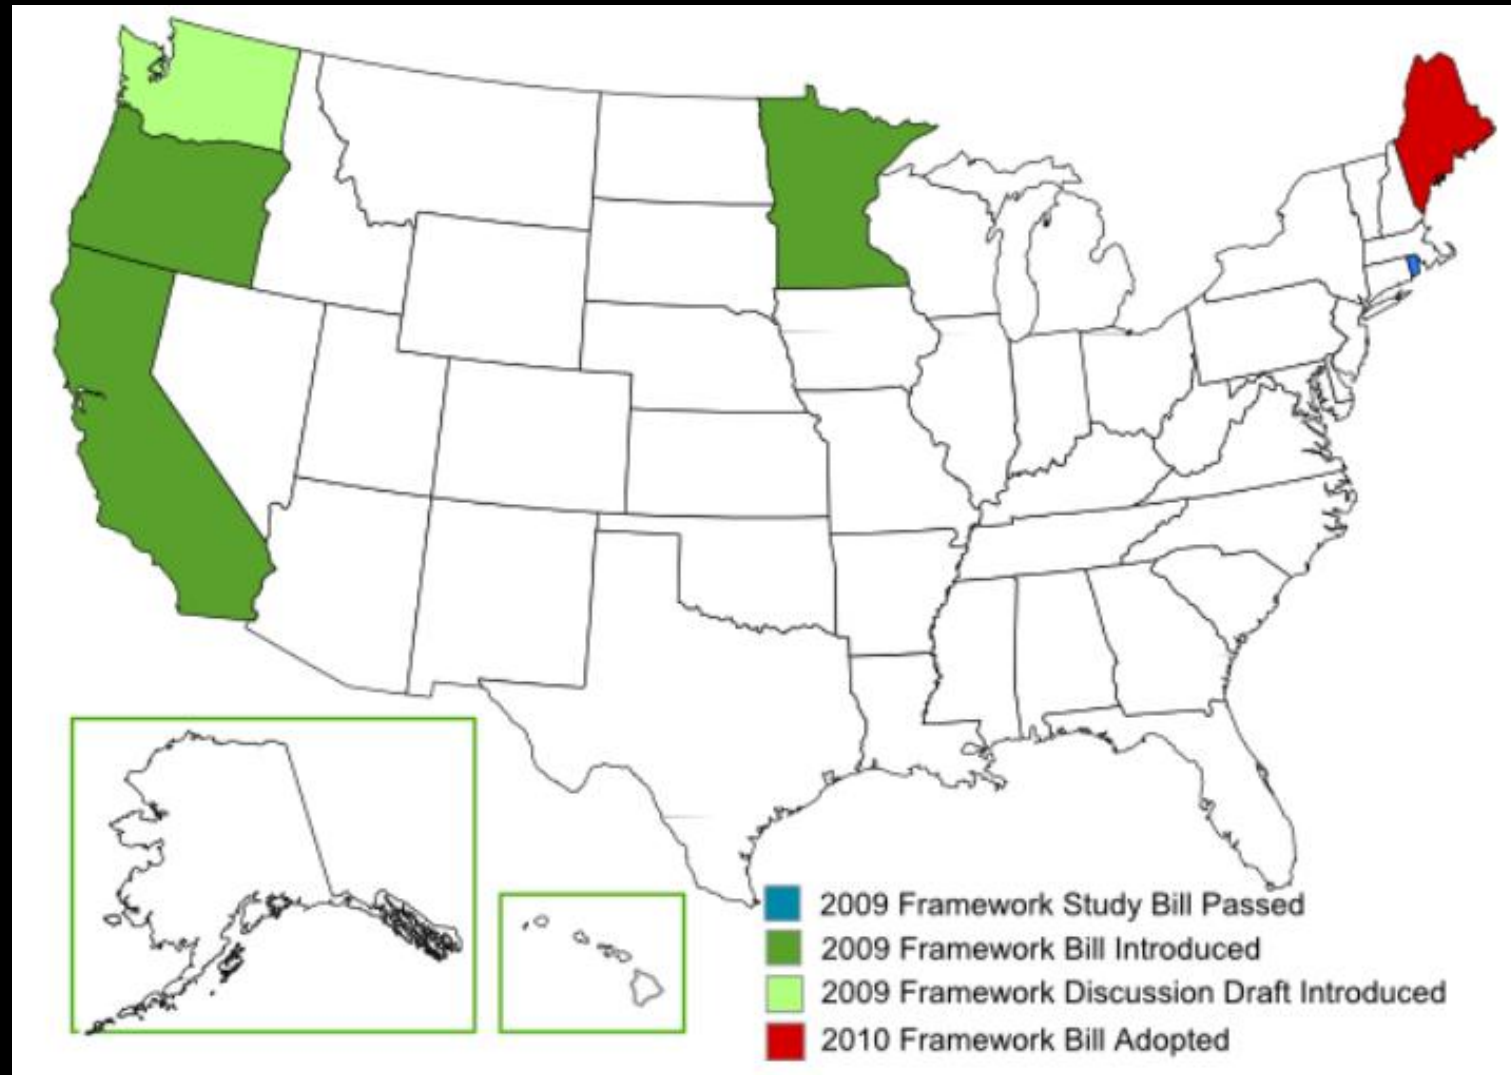 2009 Framework Study Bill Passed
2009 Framework Bill Introduced
2009 Framework Discussion Draft Introduced
2010 Framework Bill Adopted